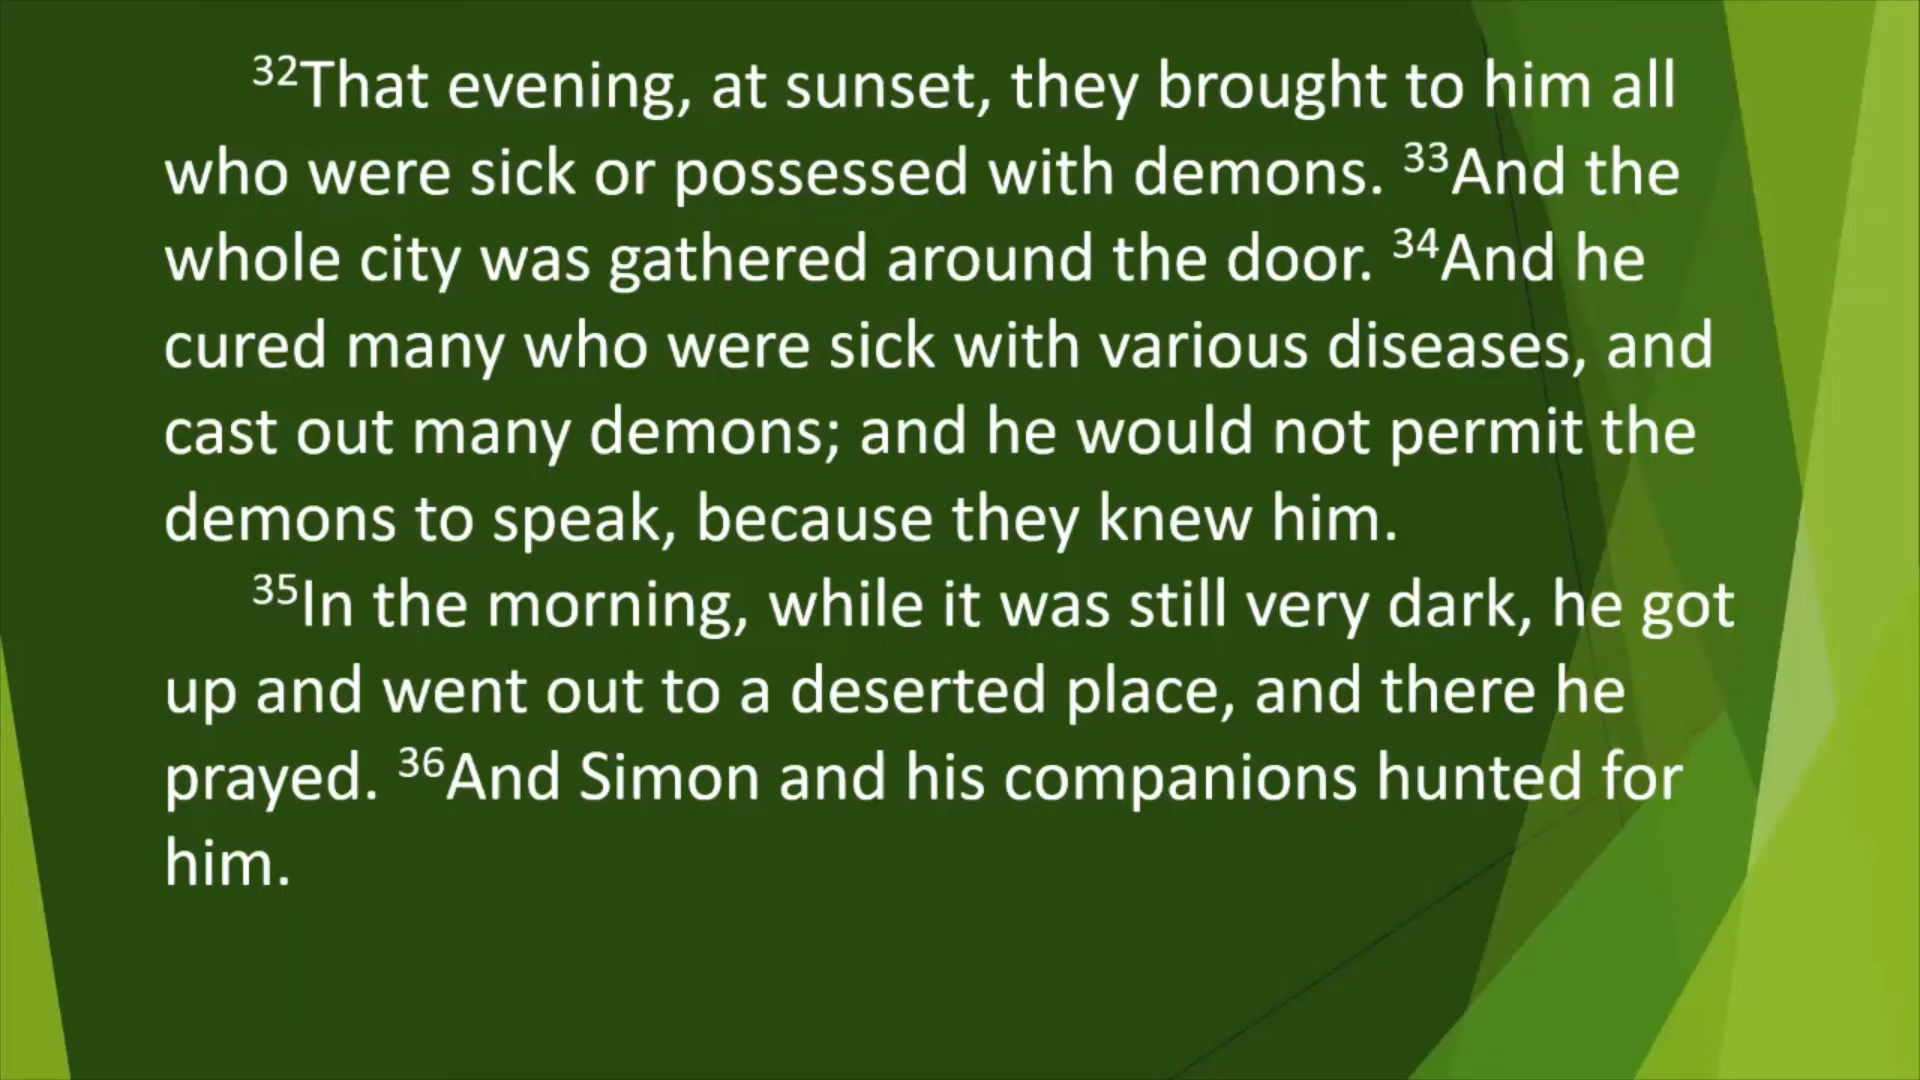 ³²That evening, at sunset, they brought to him all
who were sick or possessed with demons. ³³And the
whole city was gathered around the door. ³⁴And he
cured many who were sick with various diseases, and
cast out many demons; and he would not permit the
demons to speak, because they knew him.
³⁵In the morning, while it was still very dark, he got
up and went out to a deserted place, and there he
prayed. ³⁶And Simon and his companions hunted for
him.